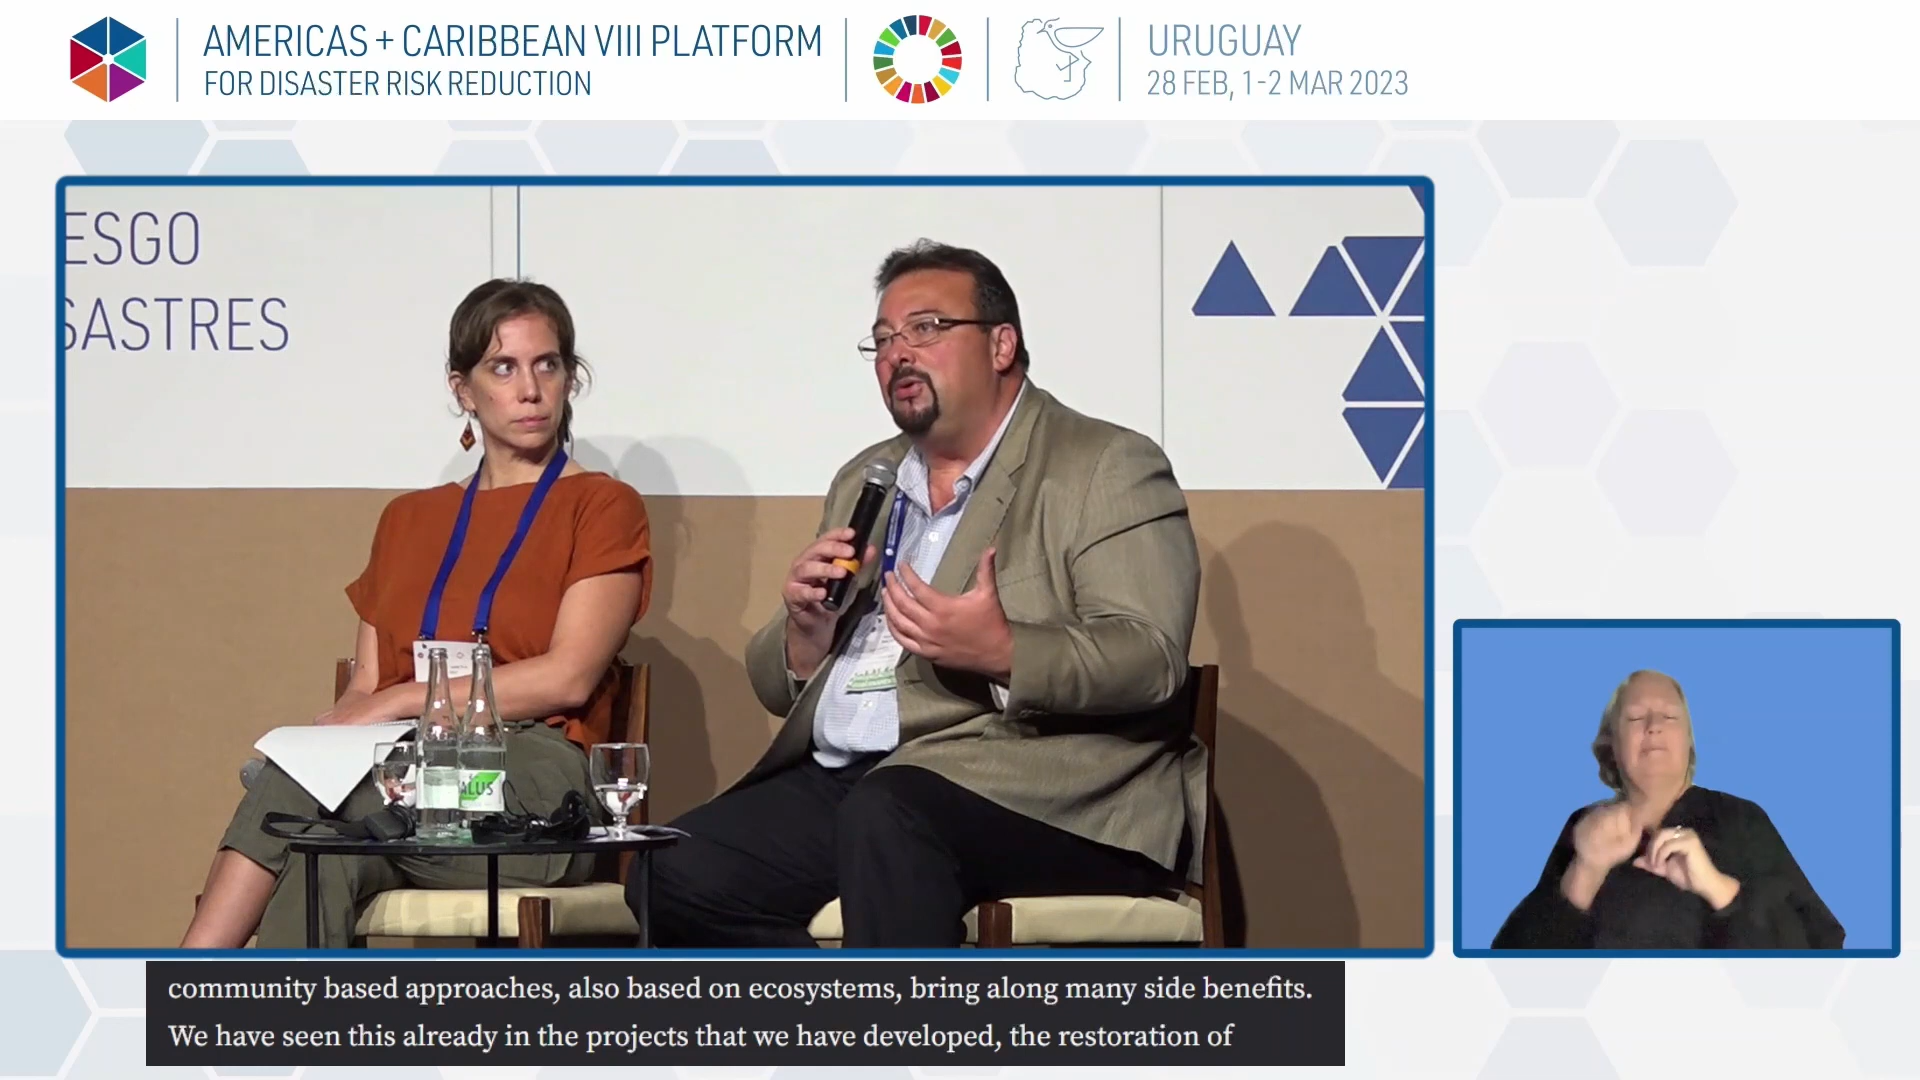 AMERICAS + CARIBBEAN VIII PLATFORM
FOR DISASTER RISK REDUCTION
URUGUAY
28 FEB, 1-2 MAR 2023
ESGO
SASTRES
ALUS
community based approaches, also based on ecosystems, bring along many side benefits.
We have seen this already in the projects that we have developed, the restoration of